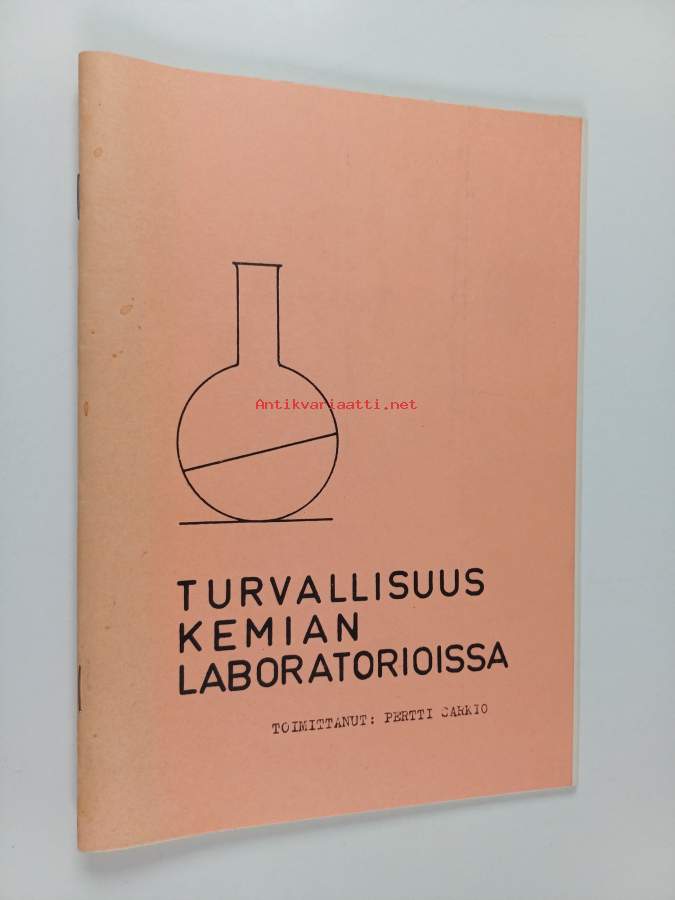 Antikvariaatti.net
TURVALLISUUS
KEMIAN
LABORATORIOISSA
TOIMITTANUT: PERTTI SARKIO